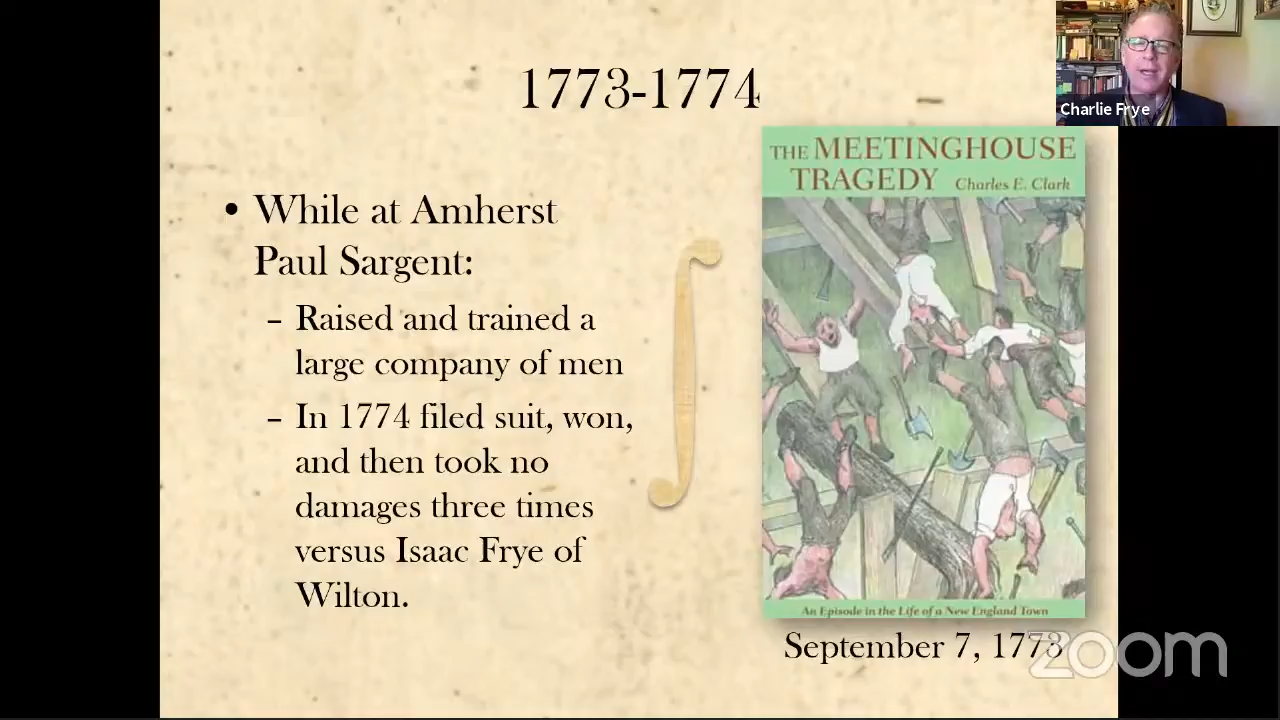 1773-1774
Charlie Frye
• While at Amherst
Paul Sargent:
– Raised and trained a
large company of men
– In 1774 filed suit, won,
and then took no
damages three times
versus Isaac Frye of
Wilton.
THE MEETINGHOUSE
TRAGEDY Charles E. Clark
An Episode in the Life of a New England Town
September 7, 1773
zoom